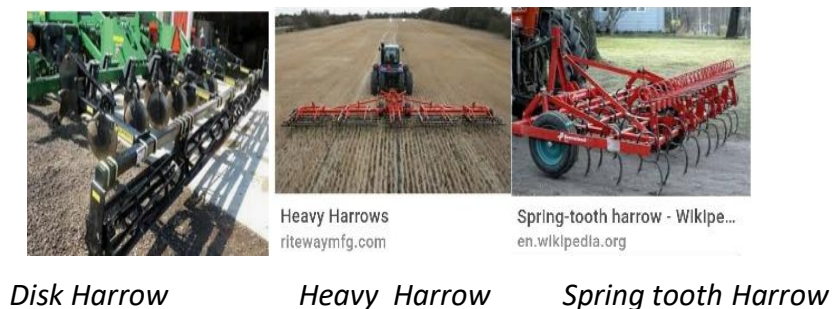 Heavy Harrows
ritewaymfg.com
Spring-tooth harrow - Wikipe...
en.wikipedia.org
Disk Harrow
Heavy Harrow
Spring tooth Harrow